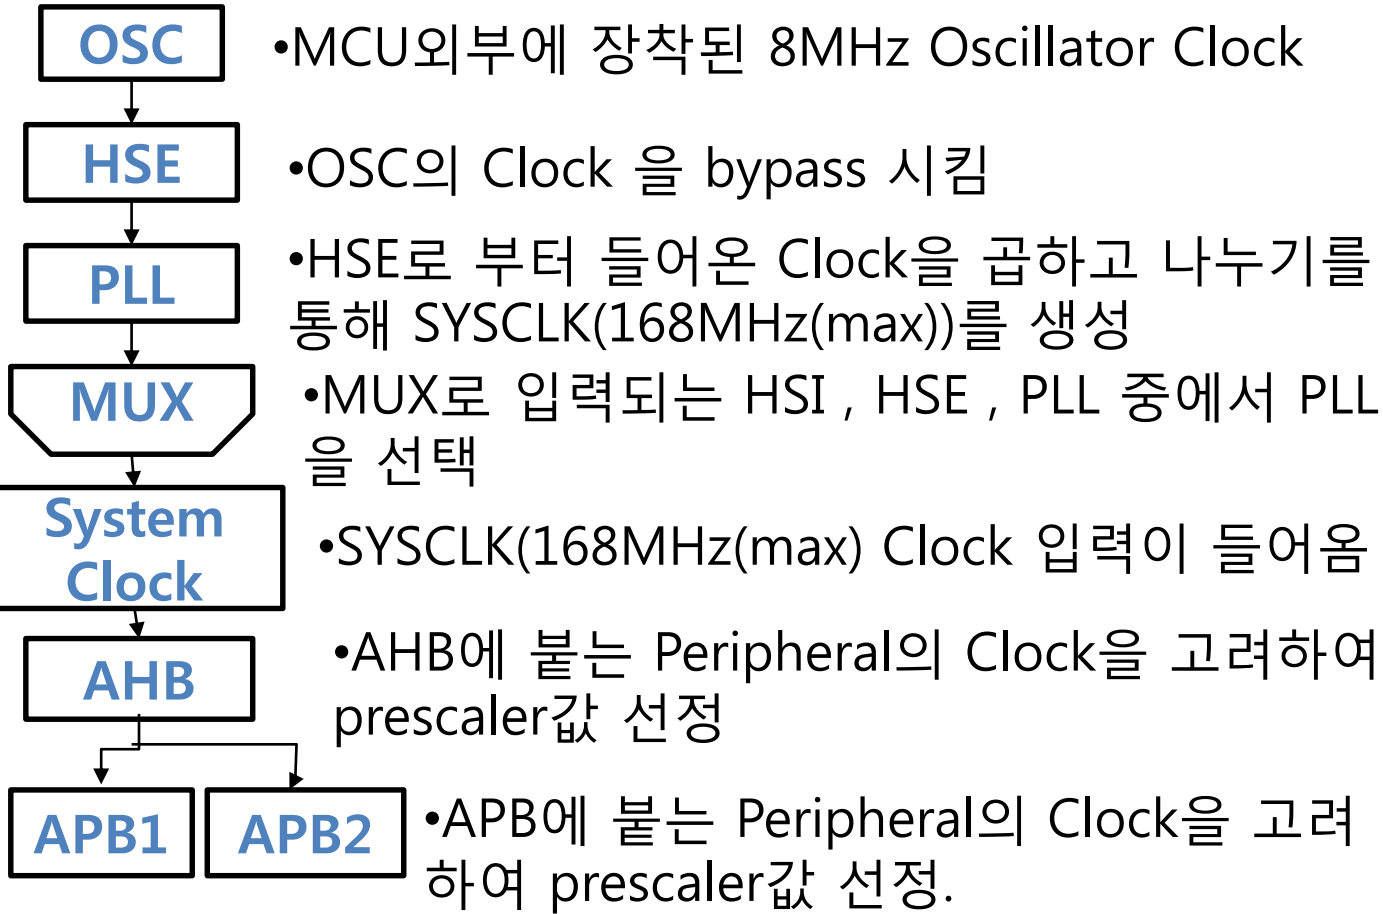 OSC
•MCU외부에 장착된 8MHz Oscillator Clock
HSE
•OSC의 Clock 을 bypass 시킴
PLL
•HSE로 부터 들어온 Clock을 곱하고 나누기를
통해 SYSCLK(168MHz(max))를 생성
MUX
•MUX로 입력되는 HSI , HSE , PLL 중에서 PLL
을 선택
System
Clock
•SYSCLK(168MHz(max) Clock 입력이 들어옴
AHB
•AHB에 붙는 Peripheral의 Clock을 고려하여
prescaler값 선정
APB1
APB2
•APB에 붙는 Peripheral의 Clock을 고려
하여 prescaler값 선정.